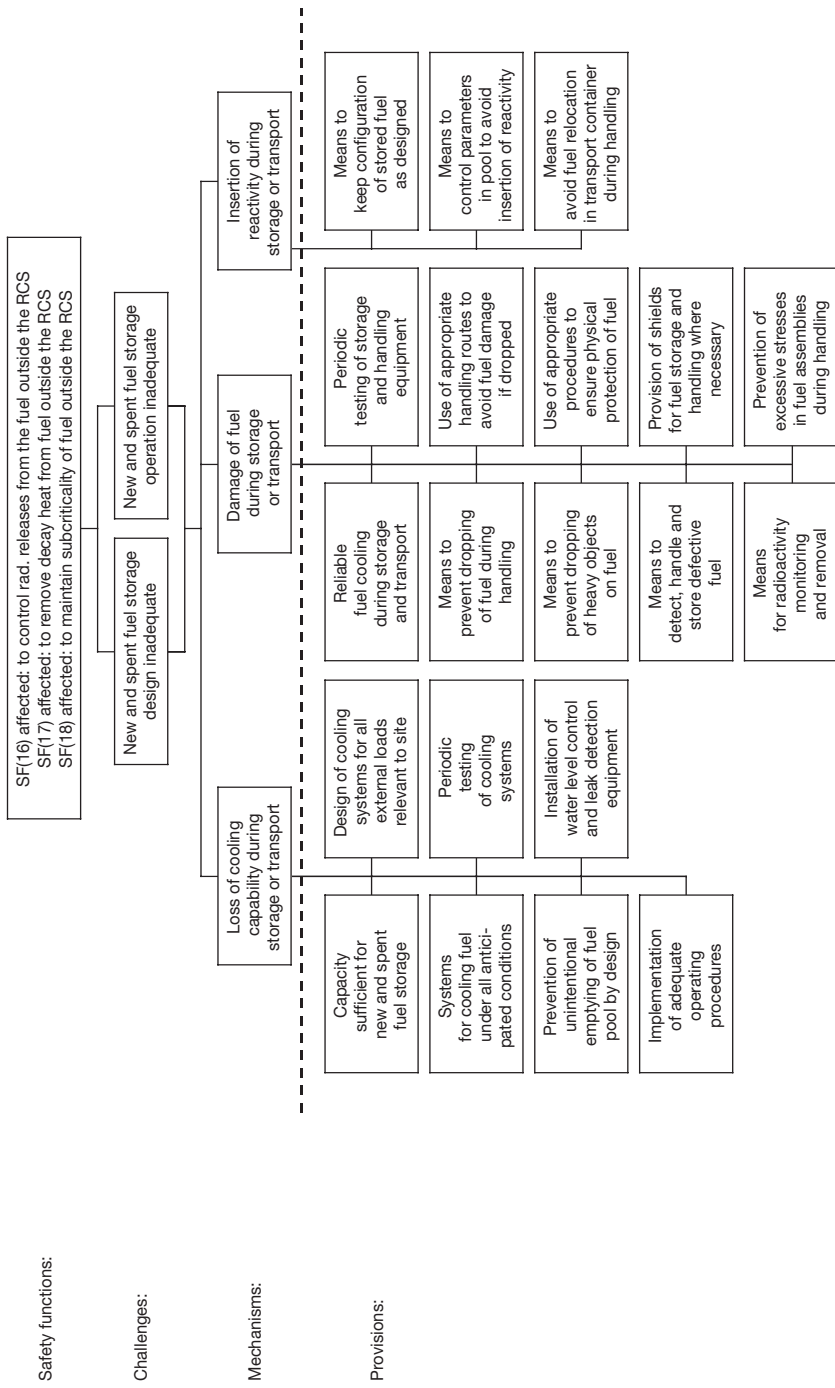 Safety functions:
SF(16) affected: to control rad. releases from the fuel outside the RCS
SF(17) affected: to remove decay heat from fuel outside the RCS
SF(18) affected: to maintain subcriticality of fuel outside the RCS
Challenges:
New and spent fuel storage
design inadequate
New and spent fuel storage
operation inadequate
Mechanisms:
Loss of cooling
capability during
storage or transport
Damage of fuel
during storage
or transport
Insertion of
reactivity during
storage or transport
Provisions:
Capacity
sufficient for
new and spent
fuel storage
Design of cooling
systems for all
external loads
relevant to site
Reliable
fuel cooling
during storage
and transport
Periodic
testing of storage
and handling
equipment
Means to
keep configuration
of stored fuel
as designed
Systems
for cooling fuel
under all antici-
pated conditions
Periodic
testing
of cooling
systems
Means to
prevent dropping
of fuel during
handling
Use of appropriate
handling routes to
avoid fuel damage
if dropped
Means to
control parameters
in pool to avoid
insertion of reactivity
Prevention of
unintentional
emptying of fuel
pool by design
Installation of
water level control
and leak detection
equipment
Means to
prevent dropping
of heavy objects
on fuel
Use of appropriate
procedures to
ensure physical
protection of fuel
Means to
avoid fuel relocation
in transport container
during handling
Implementation
of adequate
operating
procedures
Means to
detect, handle and
store defective
fuel
Provision of shields
for fuel storage and
handling where
necessary
Means
for radioactivity
monitoring
and removal
Prevention of
excessive stresses
in fuel assemblies
during handling